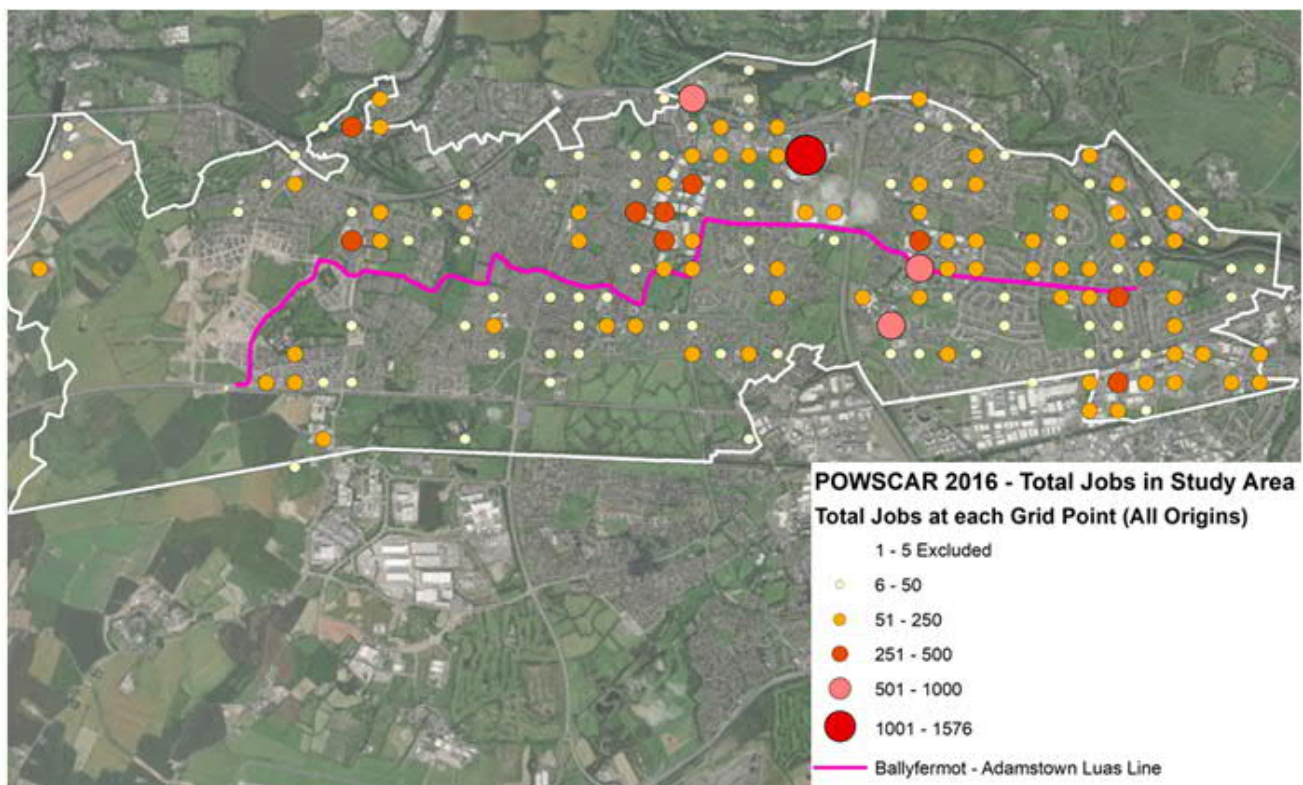 POWSCAR 2016 - Total Jobs in Study Area
Total Jobs at each Grid Point (All Origins)
1 - 5 Excluded
6 - 50
51 - 250
251 - 500
501 - 1000
1001 - 1576
Ballyfermot - Adamstown Luas Line